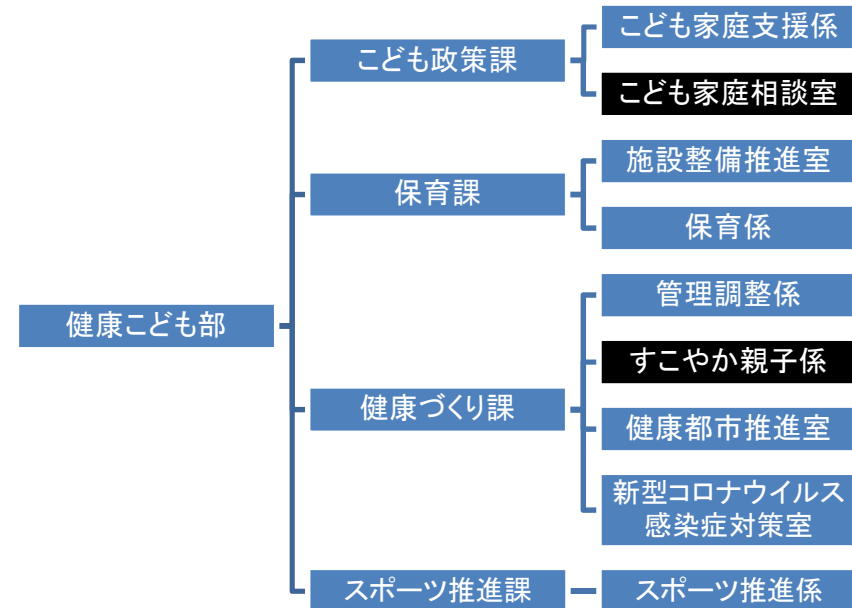 健康こども部
こども政策課
こども家庭支援係
こども家庭相談室
保育課
施設整備推進室
保育係
健康づくり課
管理調整係
すこやか親子係
健康都市推進室
新型コロナウイルス
感染症対策室
スポーツ推進課
スポーツ推進係